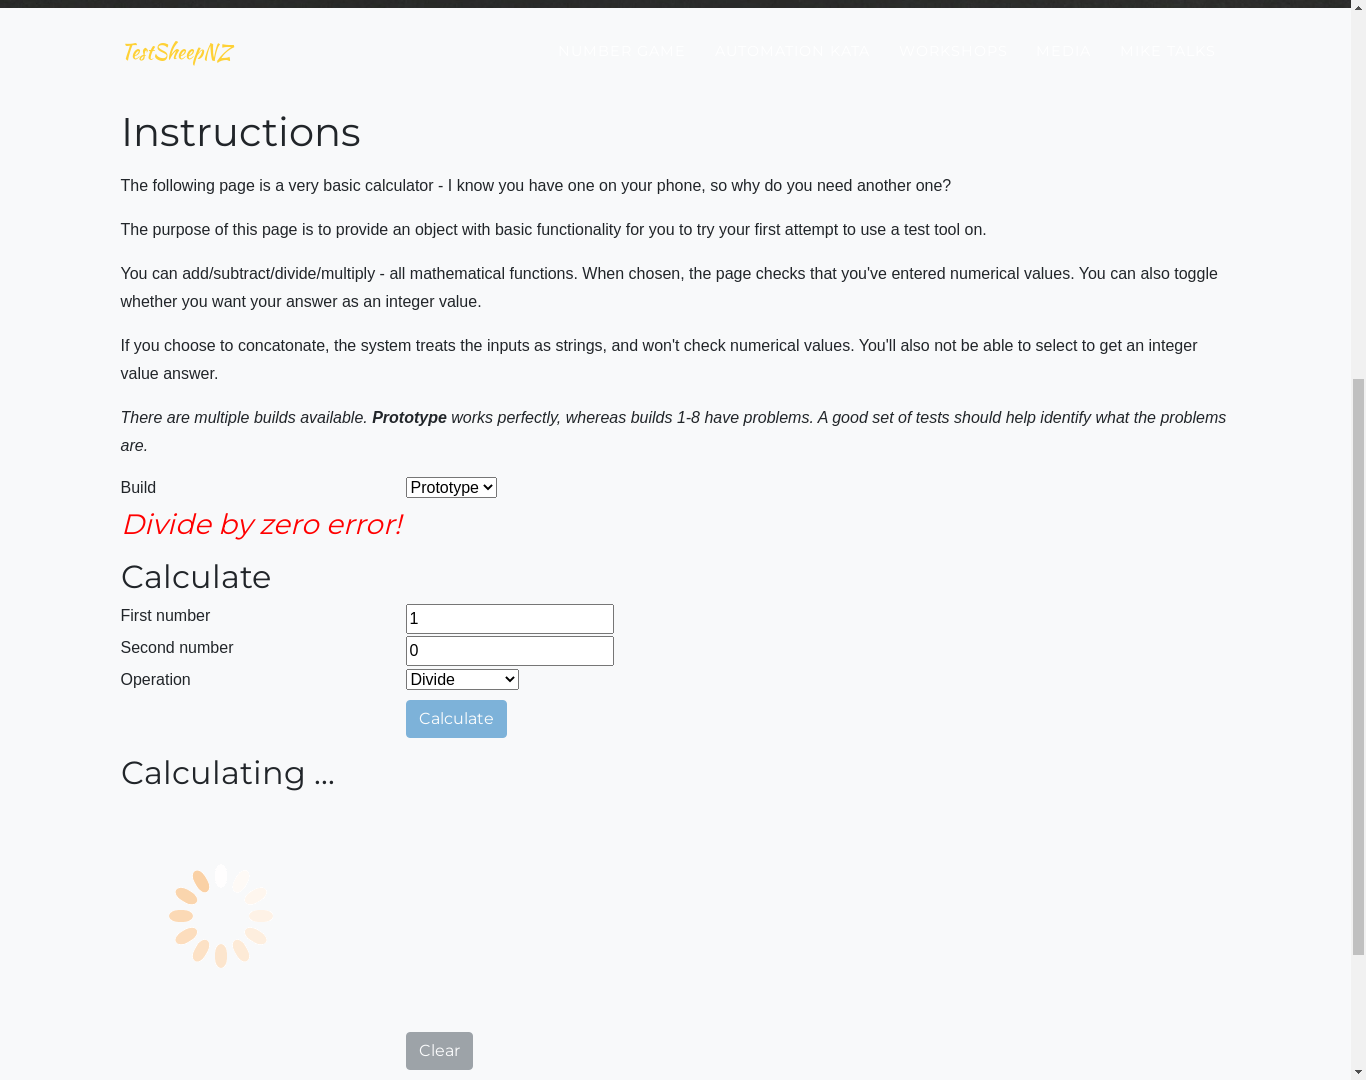 TestSheepNZ
NUMBER GAME AUTOMATION KATA WORKSHOPS MEDIA MIKE TALKS
Instructions
The following page is a very basic calculator - I know you have one on your phone, so why do you need another one?
The purpose of this page is to provide an object with basic functionality for you to try your first attempt to use a test tool on.
You can add/subtract/divide/multiply - all mathematical functions. When chosen, the page checks that you've entered numerical values. You can also toggle
whether you want your answer as an integer value.
If you choose to concatonate, the system treats the inputs as strings, and won't check numerical values. You'll also not be able to select to get an integer
value answer.
There are multiple builds available. Prototype works perfectly, whereas builds 1-8 have problems. A good set of tests should help identify what the problems
are.
Build Prototype
Divide by zero error!
Calculate
First number 1
Second number 0
Operation Divide
Calculate
Calculating ...
Clear